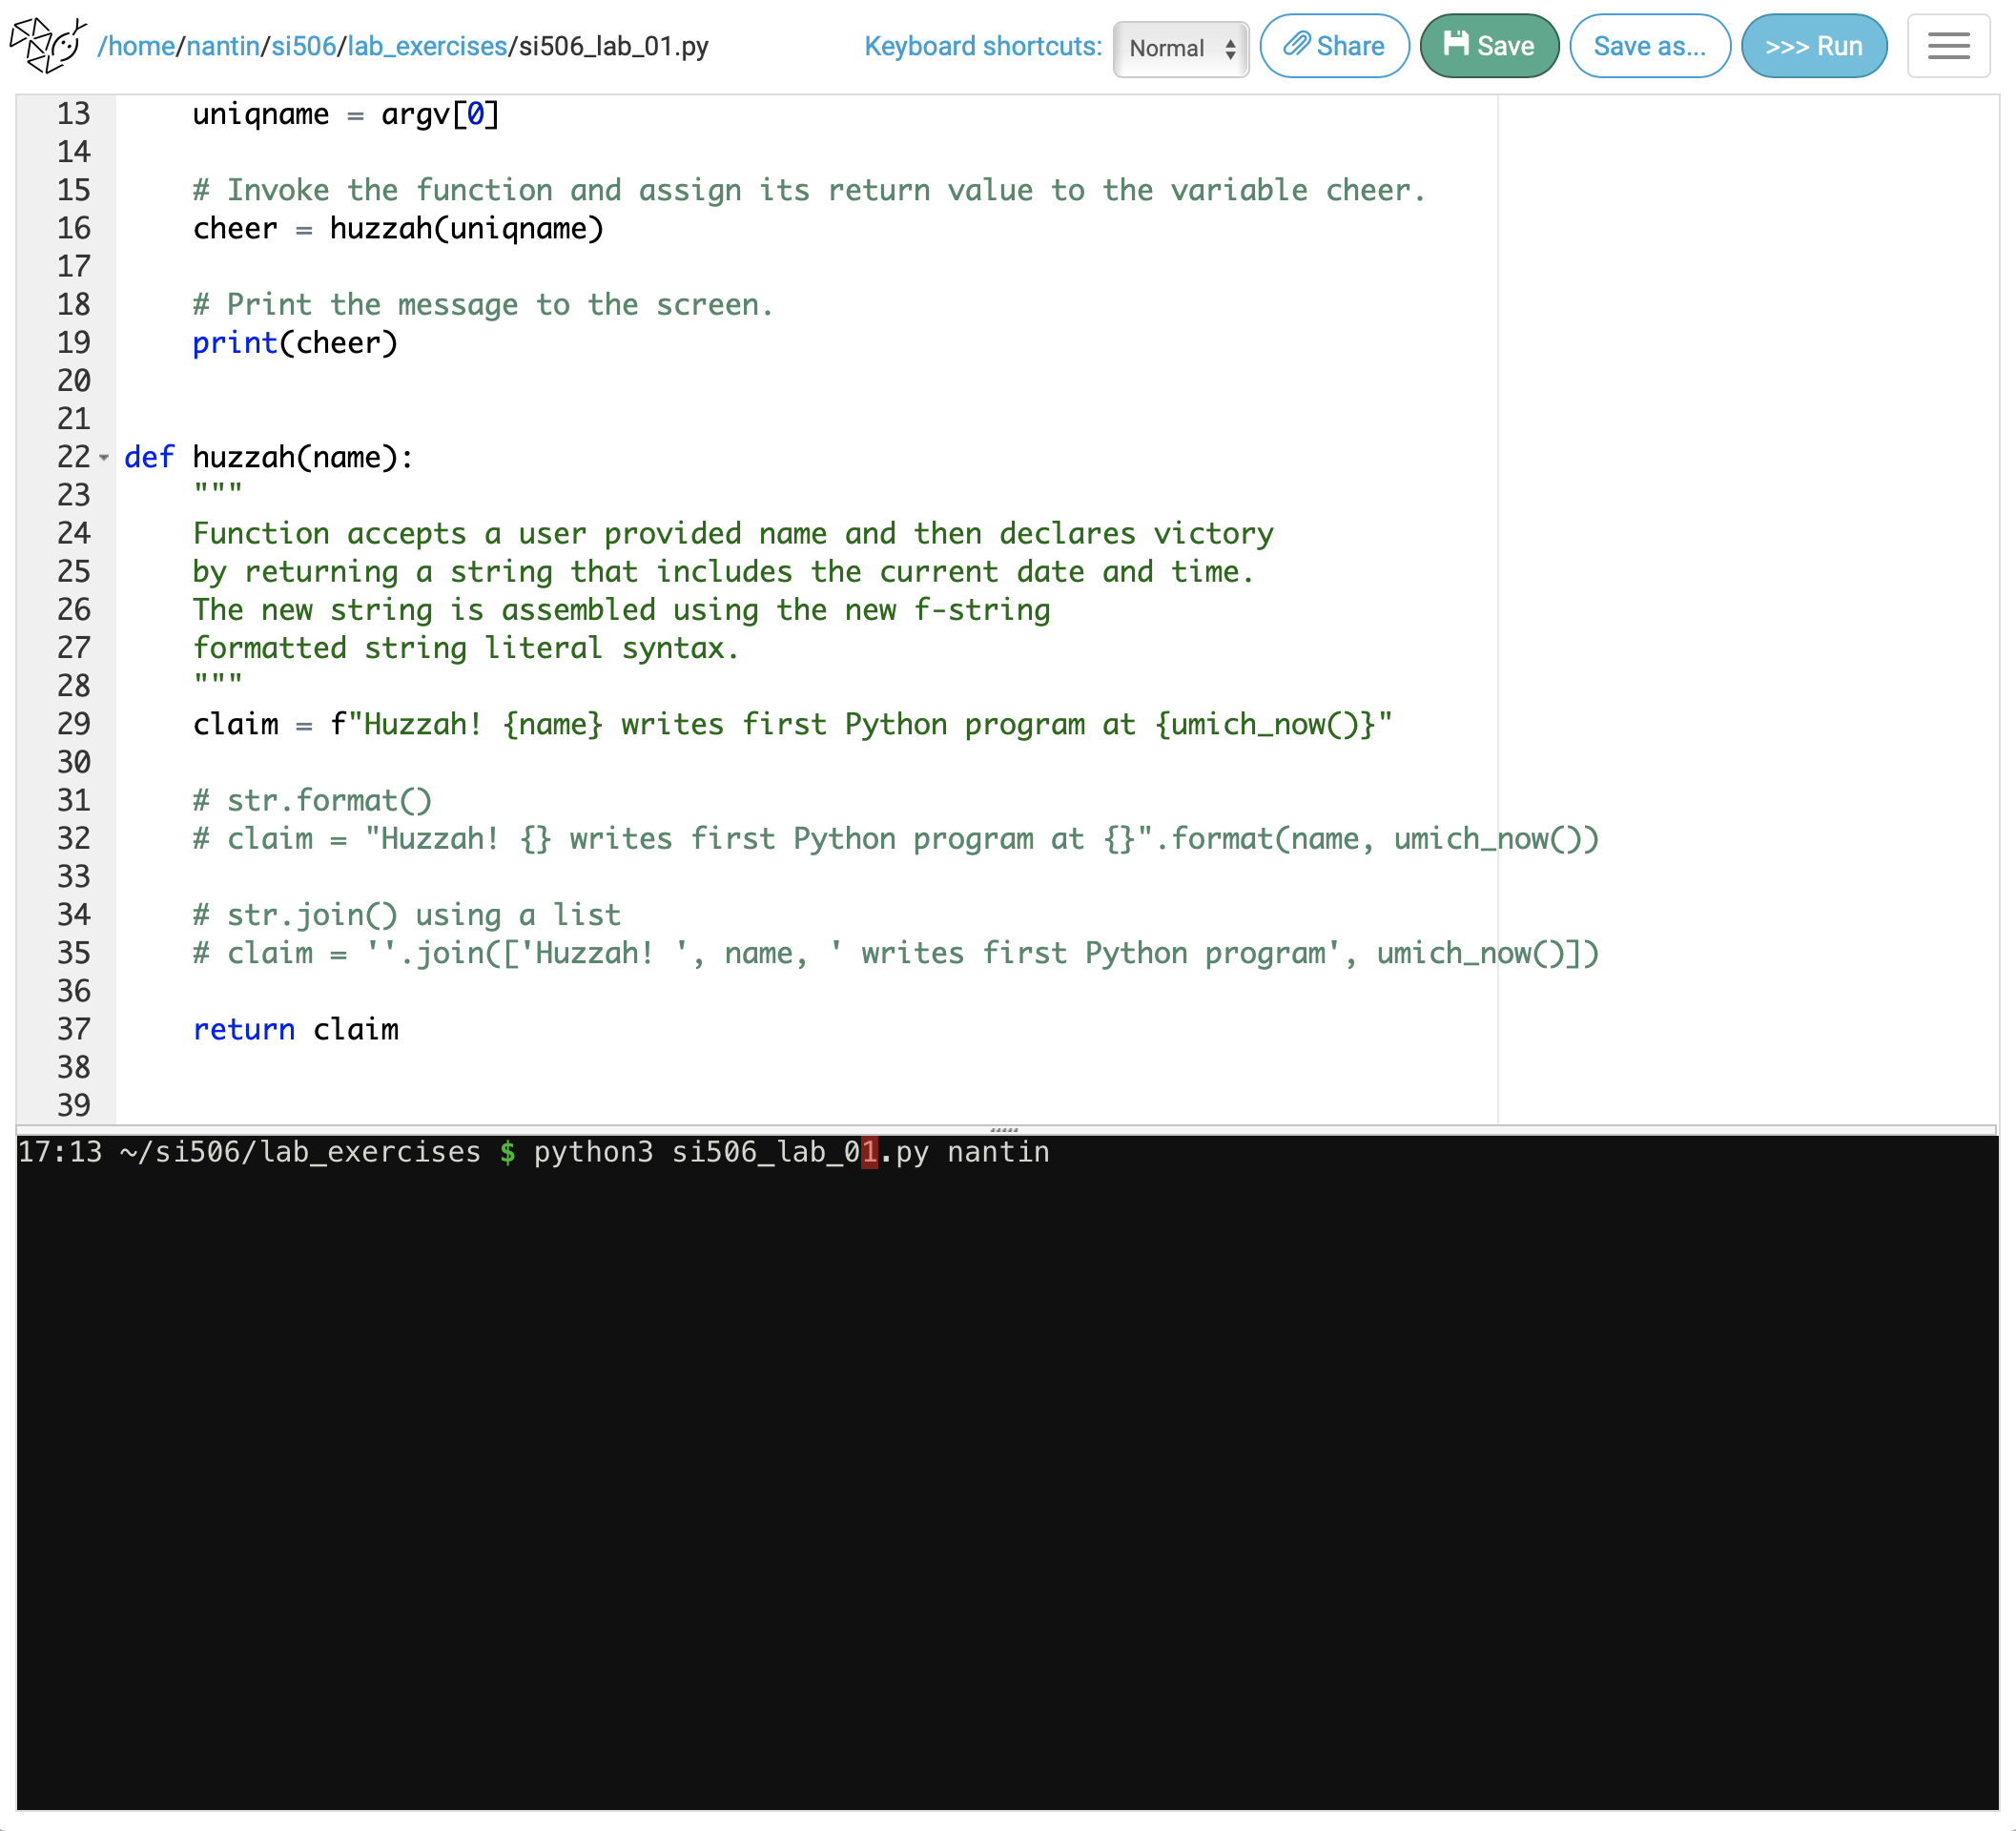 /home/nantin/si506/lab_exercises/si506_lab_01.py Keyboard shortcuts: Normal Share Save Save as... >>> Run
13 uniqname = argv[0]
14
15 # Invoke the function and assign its return value to the variable cheer.
16 cheer = huzzah(uniqname)
17
18 # Print the message to the screen.
19 print(cheer)
20
21
22 def huzzah(name):
23 """
24 Function accepts a user provided name and then declares victory
25 by returning a string that includes the current date and time.
26 The new string is assembled using the new f-string
27 formatted string literal syntax.
28 """
29 claim = f"Huzzah! {name} writes first Python program at {umich_now()}"
30
31 # str.format()
32 # claim = "Huzzah! {} writes first Python program at {}".format(name, umich_now())
33
34 # str.join() using a list
35 # claim = ''.join(['Huzzah! ', name, ' writes first Python program', umich_now()])
36
37 return claim
38
39
17:13 ~/si506/lab_exercises $ python3 si506_lab_01.py nantin